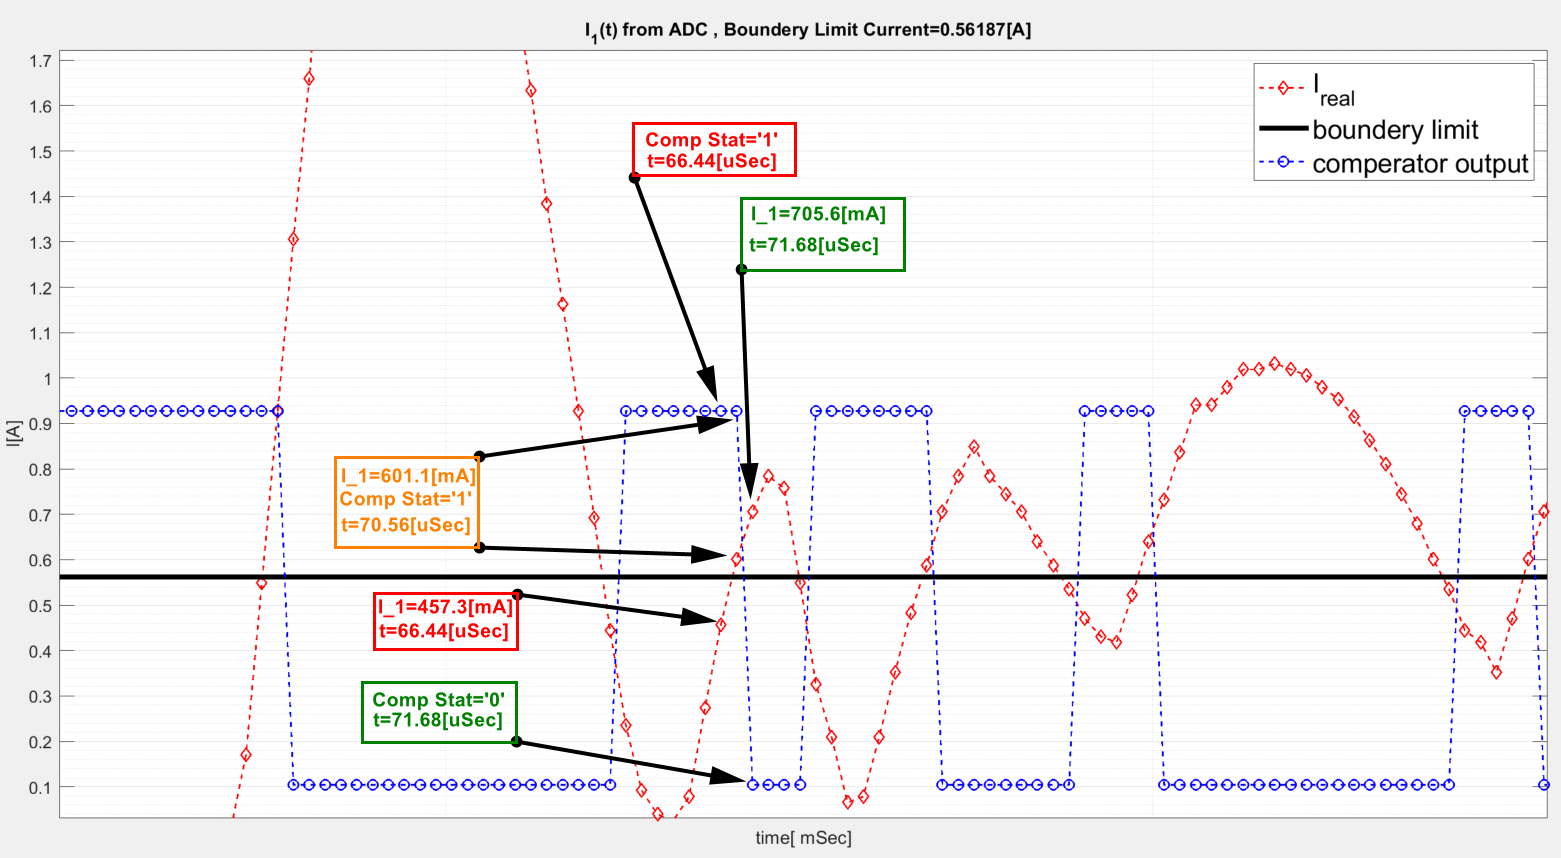 I1(t) from ADC , Boundery Limit Current=0.56187[A]
I real
boundery limit
comperator output
Comp Stat='1'
t=66.44[uSec]
I_1=705.6[mA]
t=71.68[uSec]
I_1=601.1[mA]
Comp Stat='1'
t=70.56[uSec]
I_1=457.3[mA]
t=66.44[uSec]
Comp Stat='0'
t=71.68[uSec]
I[A]
1.7
1.6
1.5
1.4
1.3
1.2
1.1
1
0.9
0.8
0.7
0.6
0.5
0.4
0.3
0.2
0.1
time[ mSec]